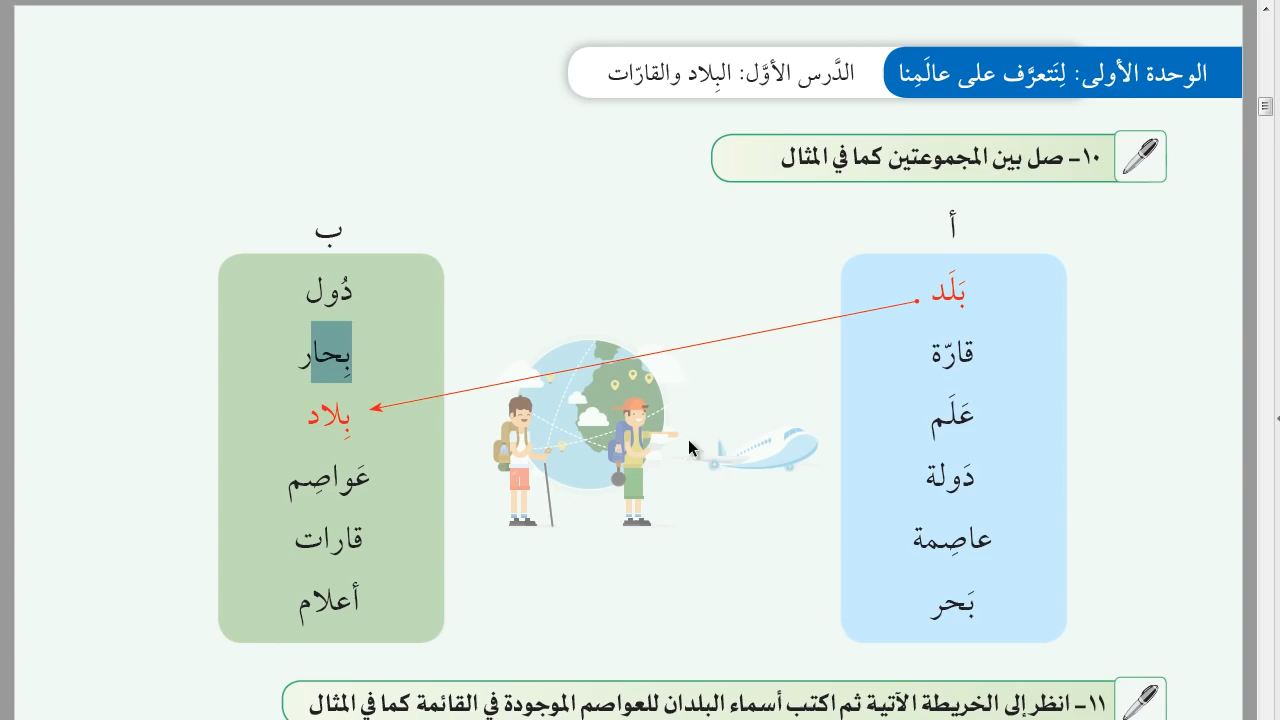 الوحدة الأولى: لِنَتعرَّف على عالَمِنا
الدَّرس الأوَّل: البِلاد والقارّات
١٠- صل بين المجموعتين كما في المثال
أ
بَلَد
قارّة
عَلَم
دَولة
عاصِمة
بَحر
ب
دُول
بِحار
بِلاد
عَواصِم
قارات
أعلام
١١- انظر إلى الخريطة الآتية ثم اكتب أسماء البلدان للعواصم الموجودة في القائمة كما في المثال